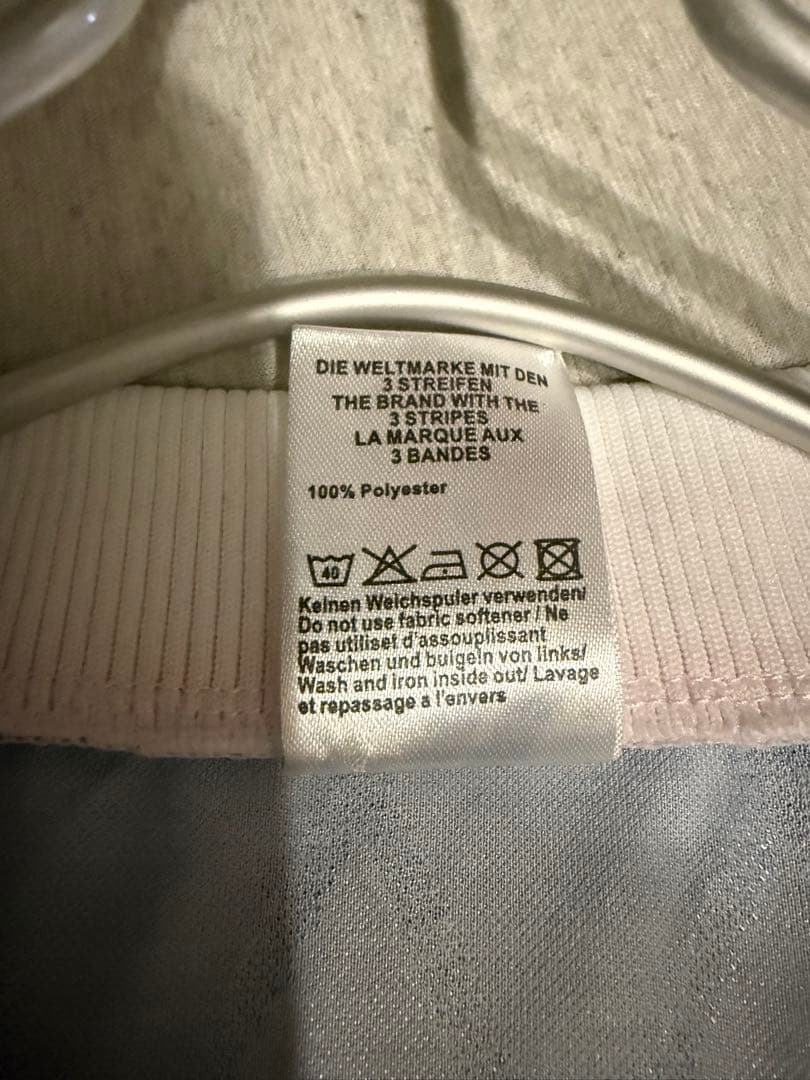 DIE WELTMARKE MIT DEN
3 STREIFEN
THE BRAND WITH THE
3 STRIPES
LA MARQUE AUX
3 BANDES
100% Polyester
40
Keinen Weichspuler verwenden/
Do not use fabric softener / Ne
pas utiliset d'assouplissant
Waschen und buigeln von links/
Wash and iron inside out/ Lavage
et repassage a l'envers